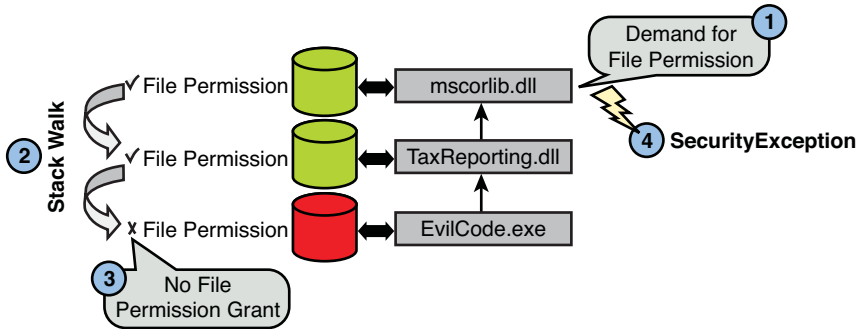 1
Demand for
File Permission
✓ File Permission
mscorlib.dll
4 SecurityException
2
Stack Walk
✓ File Permission
TaxReporting.dll
✗ File Permission
EvilCode.exe
3
No File
Permission Grant